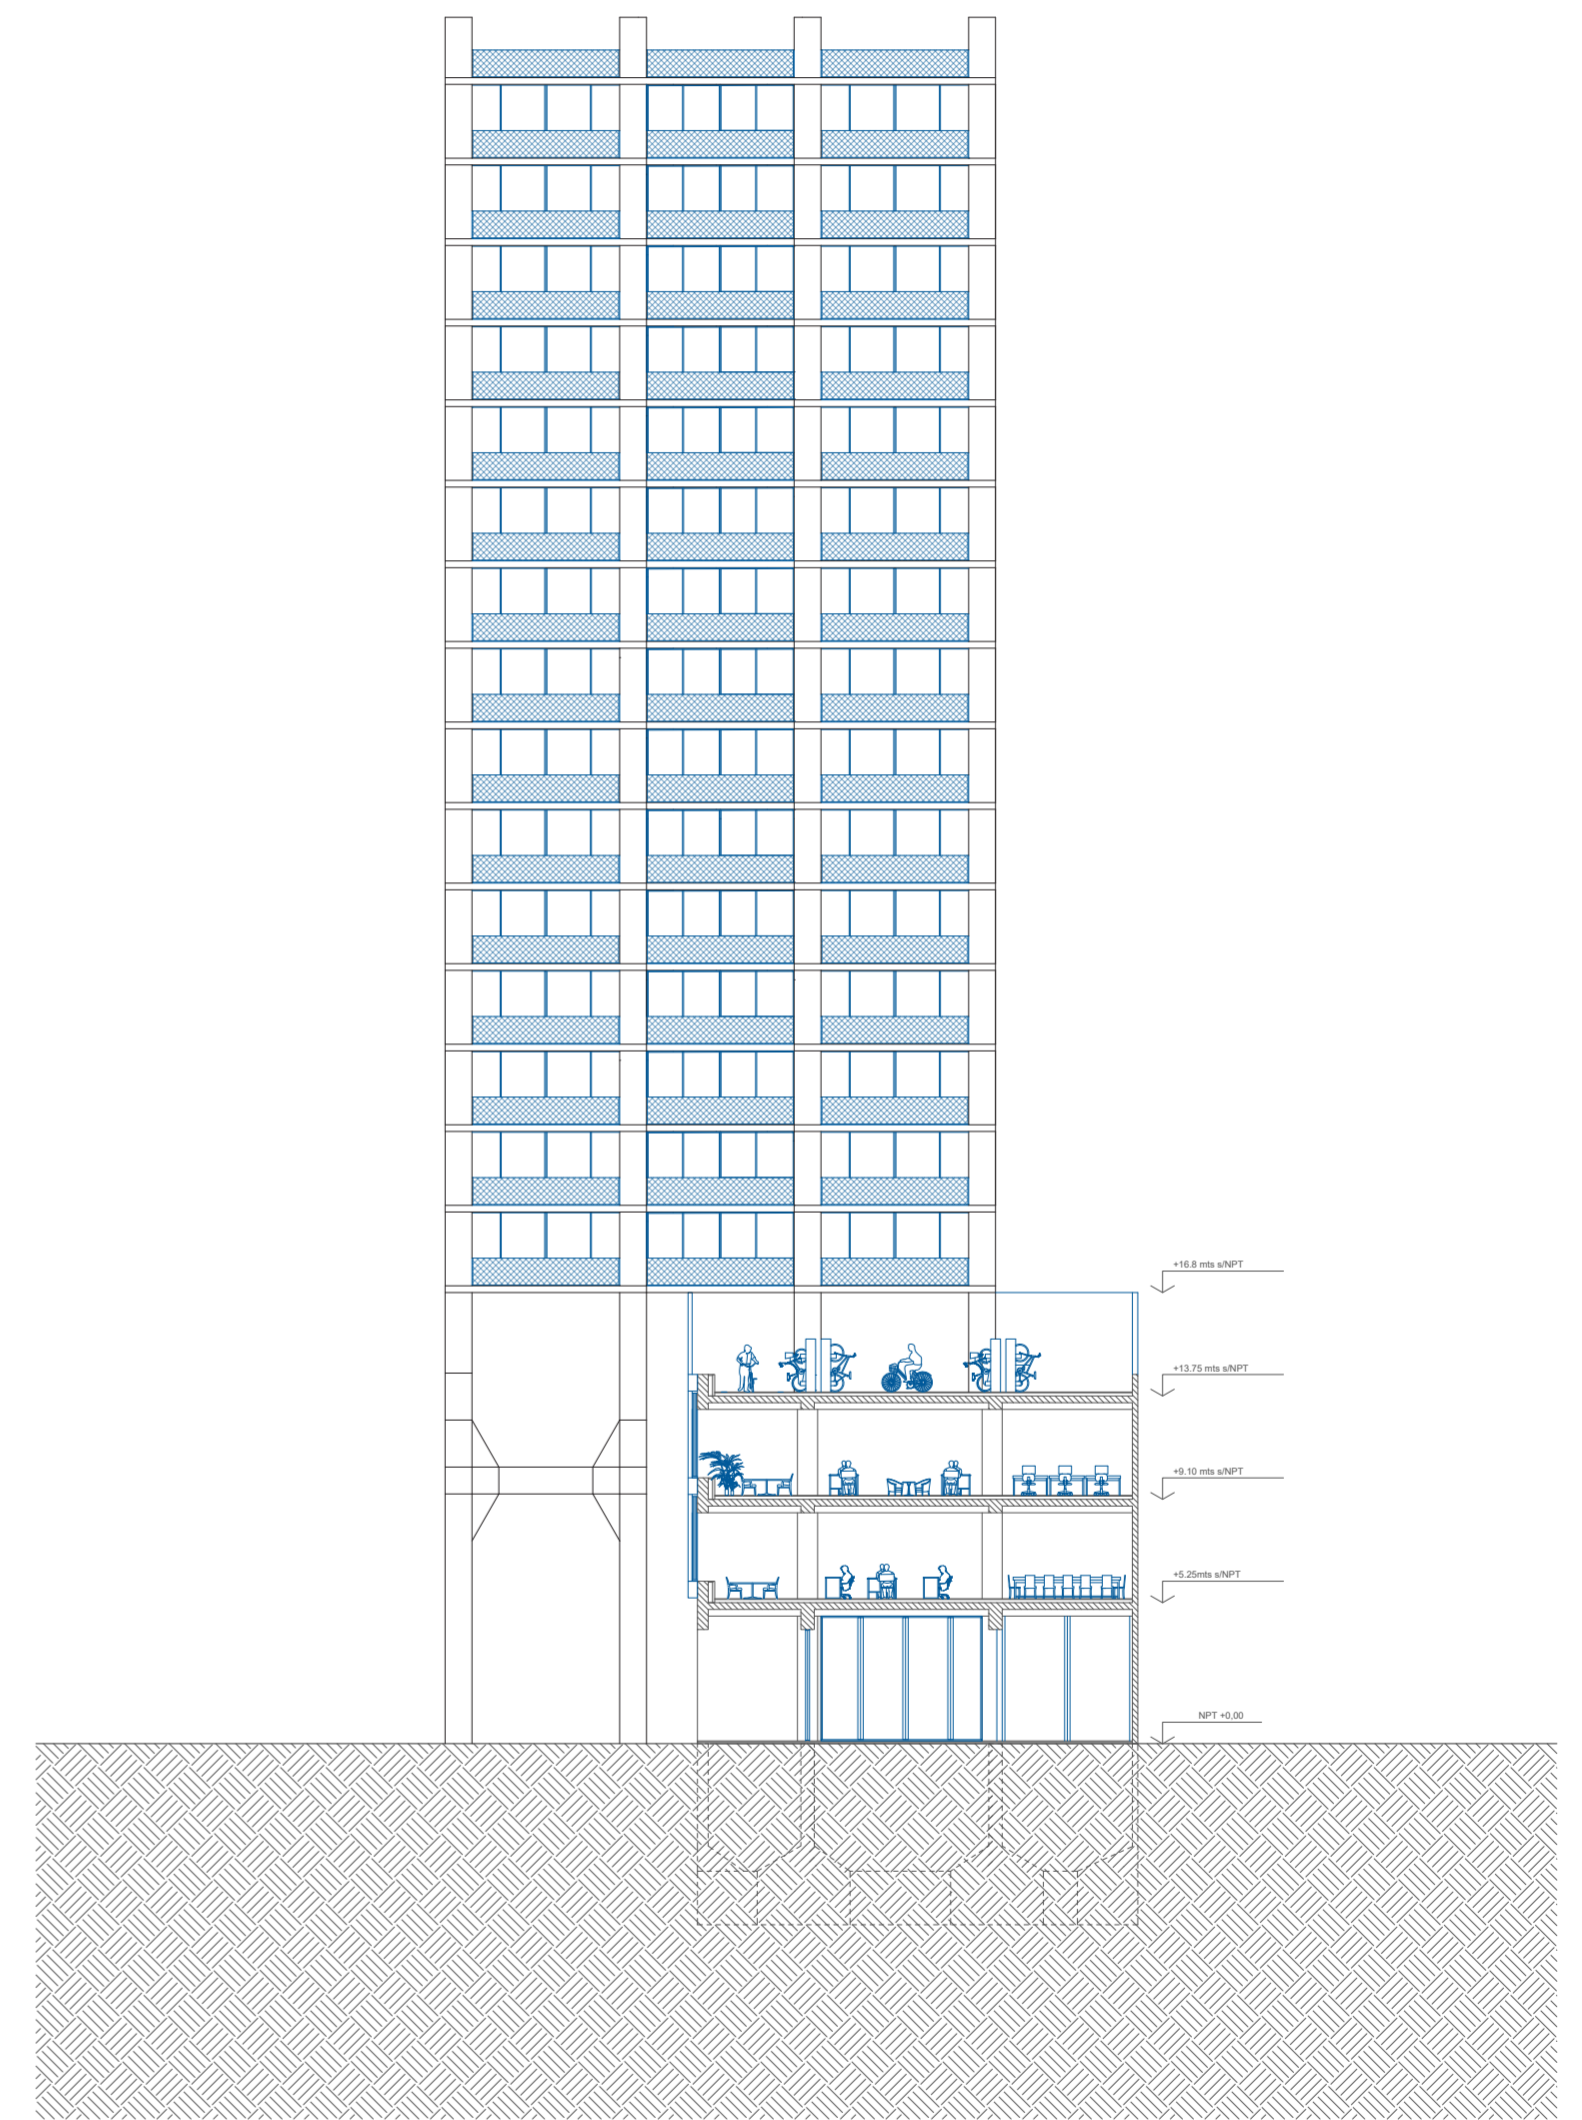 +16.8 mts s/NPT
+13.75 mts s/NPT
+9.10 mts s/NPT
+5.25mts s/NPT
NPT +0,00